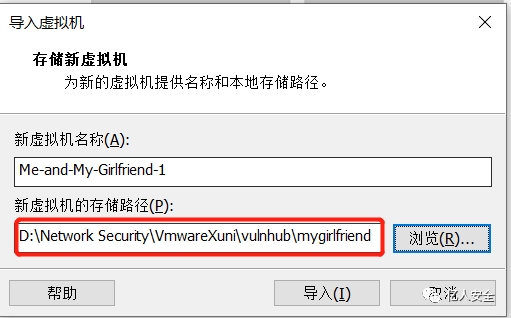 导入虚拟机
存储新虚拟机
为新的虚拟机提供名称和本地存储路径。
新虚拟机名称(A):
Me-and-My-Girlfriend-1
新虚拟机的存储路径(P):
D:\Network Security\VmwareXuni\vulnhub\mygirlfriend
浏览(R)...
帮助
导入(I)
取消
亿人安全